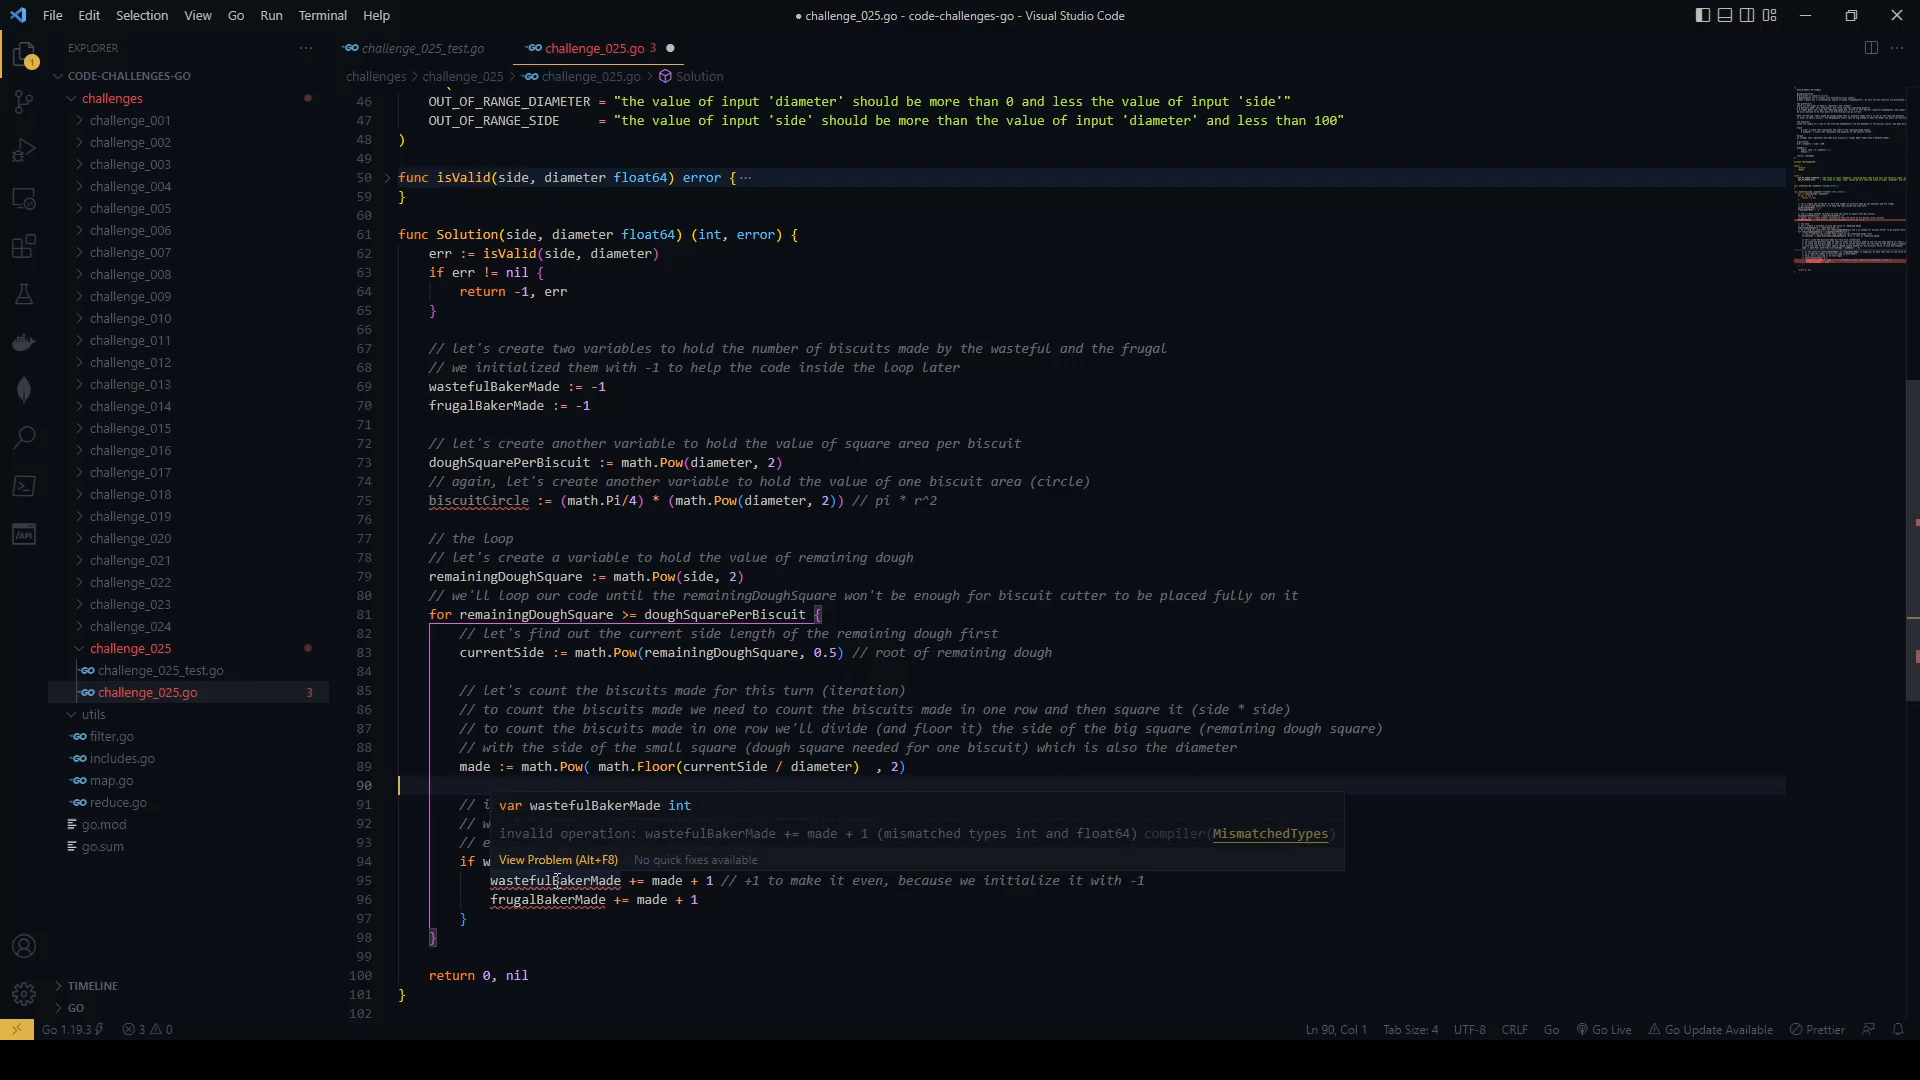 File Edit Selection View Go Run Terminal Help
● challenge_025.go - code-challenges-go - Visual Studio Code
EXPLORER
CODE-CHALLENGES-GO
challenges
challenge_001
challenge_002
challenge_003
challenge_004
challenge_005
challenge_006
challenge_007
challenge_008
challenge_009
challenge_010
challenge_011
challenge_012
challenge_013
challenge_014
challenge_015
challenge_016
challenge_017
challenge_018
challenge_019
challenge_020
challenge_021
challenge_022
challenge_023
challenge_024
challenge_025
challenge_025_test.go
challenge_025.go 3
utils
filter.go
includes.go
map.go
reduce.go
go.mod
go.sum
TIMELINE
GO
challenge_025_test.go
challenge_025.go 3
challenges > challenge_025 > challenge_025.go > Solution
46 OUT_OF_RANGE_DIAMETER = "the value of input 'diameter' should be more than 0 and less the value of input 'side'"
47 OUT_OF_RANGE_SIDE = "the value of input 'side' should be more than the value of input 'diameter' and less than 100"
48 )
49
50 func isValid(side, diameter float64) error { ⋯
59 }
60
61 func Solution(side, diameter float64) (int, error) {
62 err := isValid(side, diameter)
63 if err != nil {
64 return -1, err
65 }
66
67 // let's create two variables to hold the number of biscuits made by the wasteful and the frugal
68 // we initialized them with -1 to help the code inside the loop later
69 wastefulBakerMade := -1
70 frugalBakerMade := -1
71
72 // let's create another variable to hold the value of square area per biscuit
73 doughSquarePerBiscuit := math.Pow(diameter, 2)
74 // again, let's create another variable to hold the value of one biscuit area (circle)
75 biscuitCircle := (math.Pi/4) * (math.Pow(diameter, 2)) // pi * r^2
76
77 // the loop
78 // let's create a variable to hold the value of remaining dough
79 remainingDoughSquare := math.Pow(side, 2)
80 // we'll loop our code until the remainingDoughSquare won't be enough for biscuit cutter to be placed fully on it
81 for remainingDoughSquare >= doughSquarePerBiscuit {
82 // let's find out the current side length of the remaining dough first
83 currentSide := math.Pow(remainingDoughSquare, 0.5) // root of remaining dough
84
85 // let's count the biscuits made for this turn (iteration)
86 // to count the biscuits made we need to count the biscuits made in one row and then square it (side * side)
87 // to count the biscuits made in one row we'll divide (and floor it) the side of the big square (remaining dough square)
88 // with the side of the small square (dough square needed for one biscuit) which is also the diameter
89 made := math.Pow( math.Floor(currentSide / diameter) , 2)
90
91 // i
var wastefulBakerMade int
92 // w
invalid operation: wastefulBakerMade += made + 1 (mismatched types int and float64) compiler(MismatchedTypes)
93 // e
94 if w
View Problem (Alt+F8) No quick fixes available
95 wastefulBakerMade += made + 1 // +1 to make it even, because we initialize it with -1
96 frugalBakerMade += made + 1
97 }
98 }
99
100 return 0, nil
101 }
102
Go 1.19.3 3 0
Ln 90, Col 1 Tab Size: 4 UTF-8 CRLF Go Go Live Go Update Available Prettier